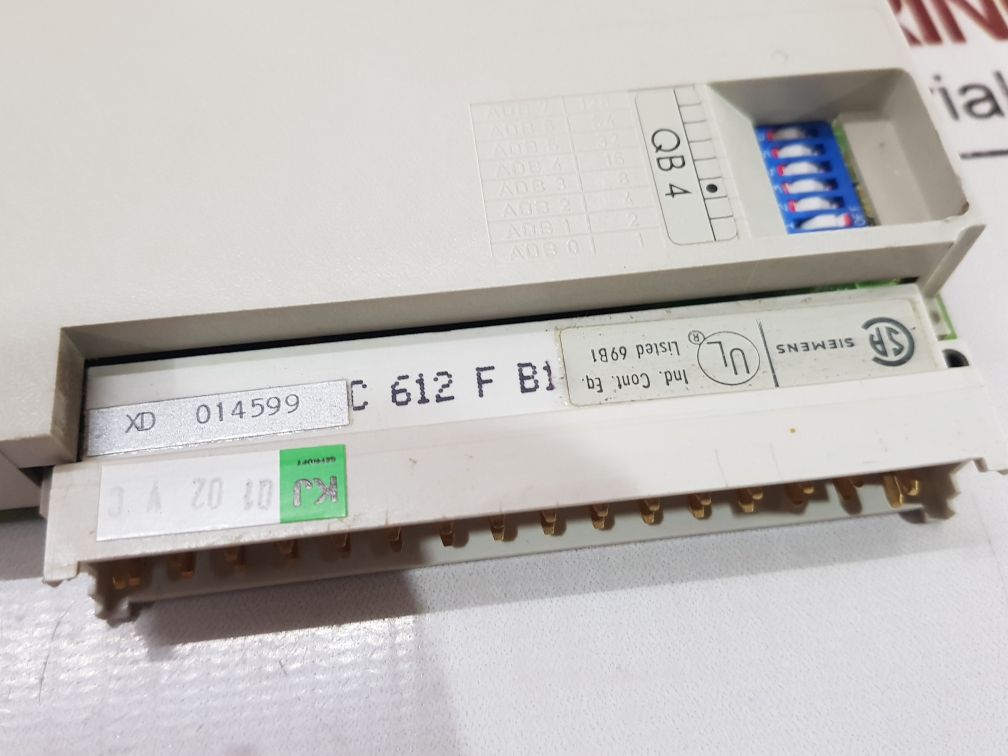 ADB 7 128
ADB 6 64
ADB 5 32
ADB 4 16
ADB 3 8
ADB 2 4
ADB 1 2
ADB 0 1
QB 4
XD 014599
C 612 F B1
SIEMENS
SA
UL
®
Listed 69B1
Ind. Cont. Eq.
GEPRÜFT
KJ 01 02 Y C